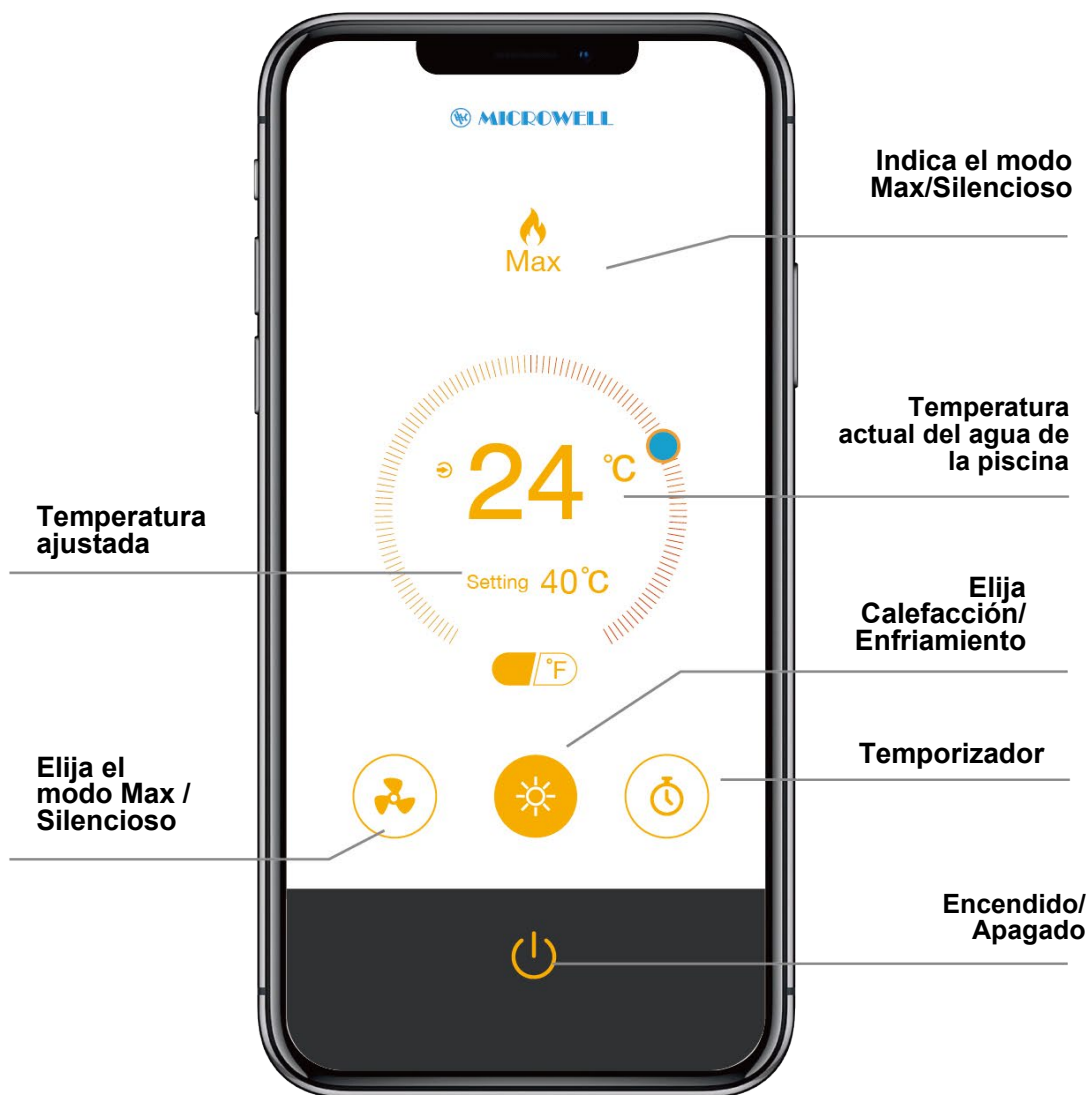 MICROWELL
Indica el modo
Max/Silencioso
Max
Temperatura
actual del agua de
la piscina
24 °C
Temperatura
ajustada
Setting 40°C
Elija
Calefacción/
Enfriamiento
°F
Temporizador
Elija el
modo Max /
Silencioso
Encendido/
Apagado